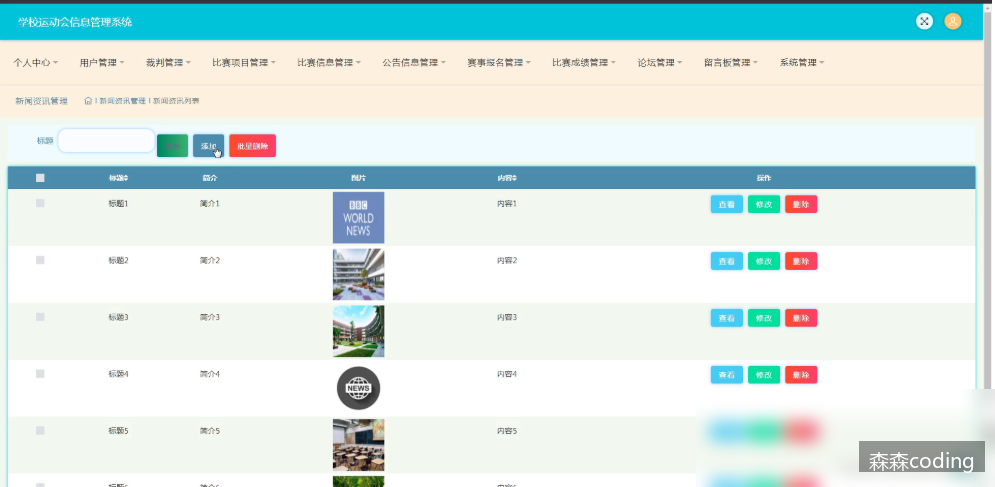 学校运动会信息管理系统
个人中心 用户管理 裁判管理 比赛项目管理 比赛信息管理 公告信息管理 赛事报名管理 比赛成绩管理 论坛管理 留言板管理 系统管理
新闻资讯管理 | 新闻资讯管理 | 新闻资讯列表
标题 添加 批量删除
标题 简介 图片 内容 操作
标题1 简介1 BBC WORLD NEWS 内容1 查看 修改 删除
标题2 简介2 内容2 查看 修改 删除
标题3 简介3 内容3 查看 修改 删除
标题4 简介4 NEWS 内容4 查看 修改 删除
标题5 简介5 内容5
森森coding